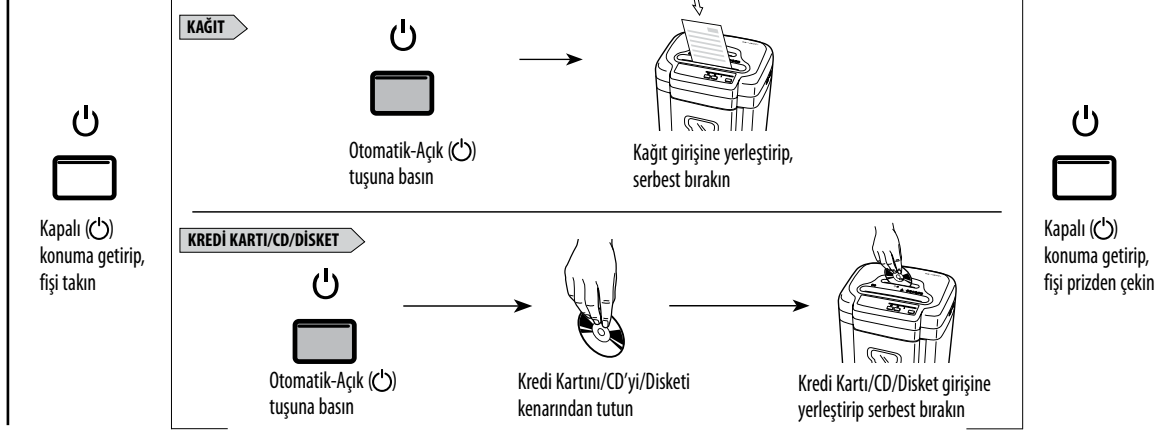 Kapalı (⏻)
konuma getirip,
fişi takın
KAĞIT
Otomatik-Açık (⏻)
tuşuna basın
Kağıt girişine yerleştirip,
serbest bırakın
KREDİ KARTI/CD/DİSKET
Otomatik-Açık (⏻)
tuşuna basın
Kredi Kartını/CD’yi/Disketi
kenarından tutun
Kredi Kartı/CD/Disket girişine
yerleştirip serbest bırakın
Kapalı (⏻)
konuma getirip,
fişi prizden çekin